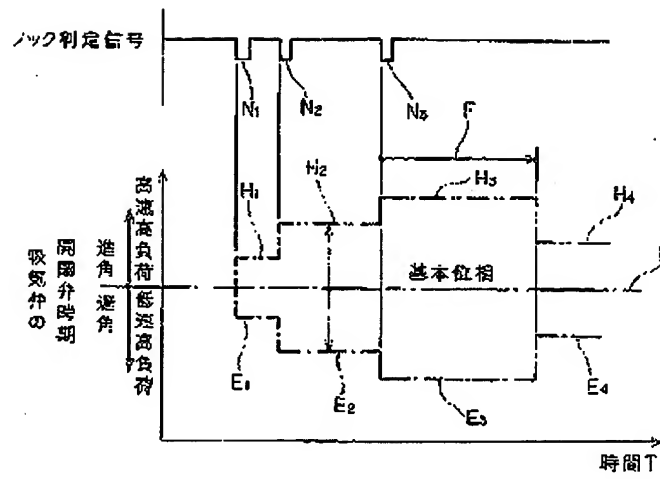 ノック判定信号
N1
N2
N3
F
H1
H2
H3
H4
高速高負荷
進角
吸気弁の
開閉弁時期
遅角
低速高負荷
基本位相
E1
E2
E3
E4
時間T